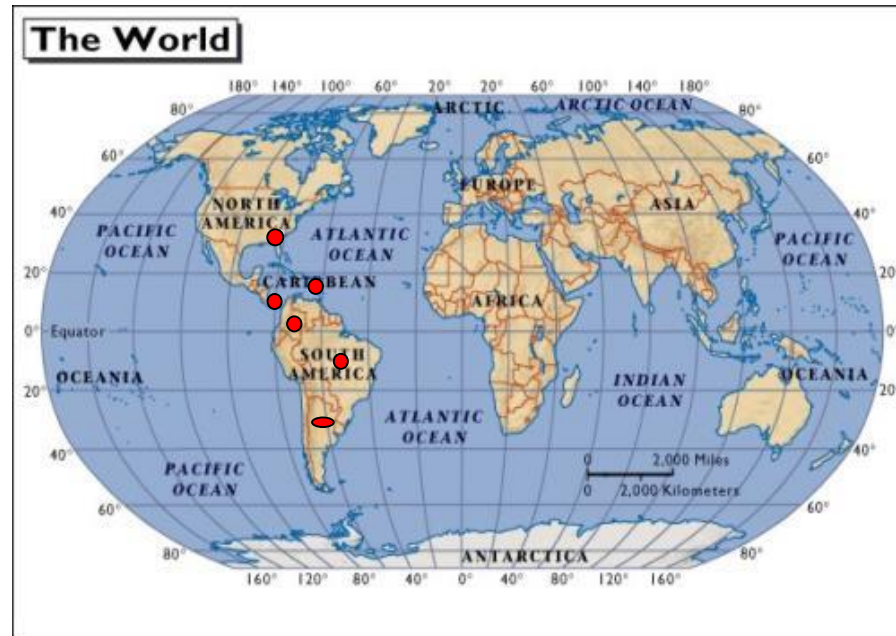 The World
180° 140° 100° 60° 20° 20° 60° 100° 140° 180°
80° ARCTIC ARCTIC OCEAN 80°
60° 60°
EUROPE
NORTH AMERICA ASIA
40° 40°
PACIFIC OCEAN ATLANTIC OCEAN PACIFIC OCEAN
20° CARIBBEAN 20°
AFRICA
0° Equator 0°
SOUTH AMERICA
OCEANIA INDIAN OCEAN OCEANIA
20° 20°
ATLANTIC OCEAN
40° 40°
PACIFIC OCEAN
0 2,000 Miles
0 2,000 Kilometers
60° 60°
80° ANTARCTICA 80°
160° 120° 80° 40° 0° 40° 80° 120° 160°